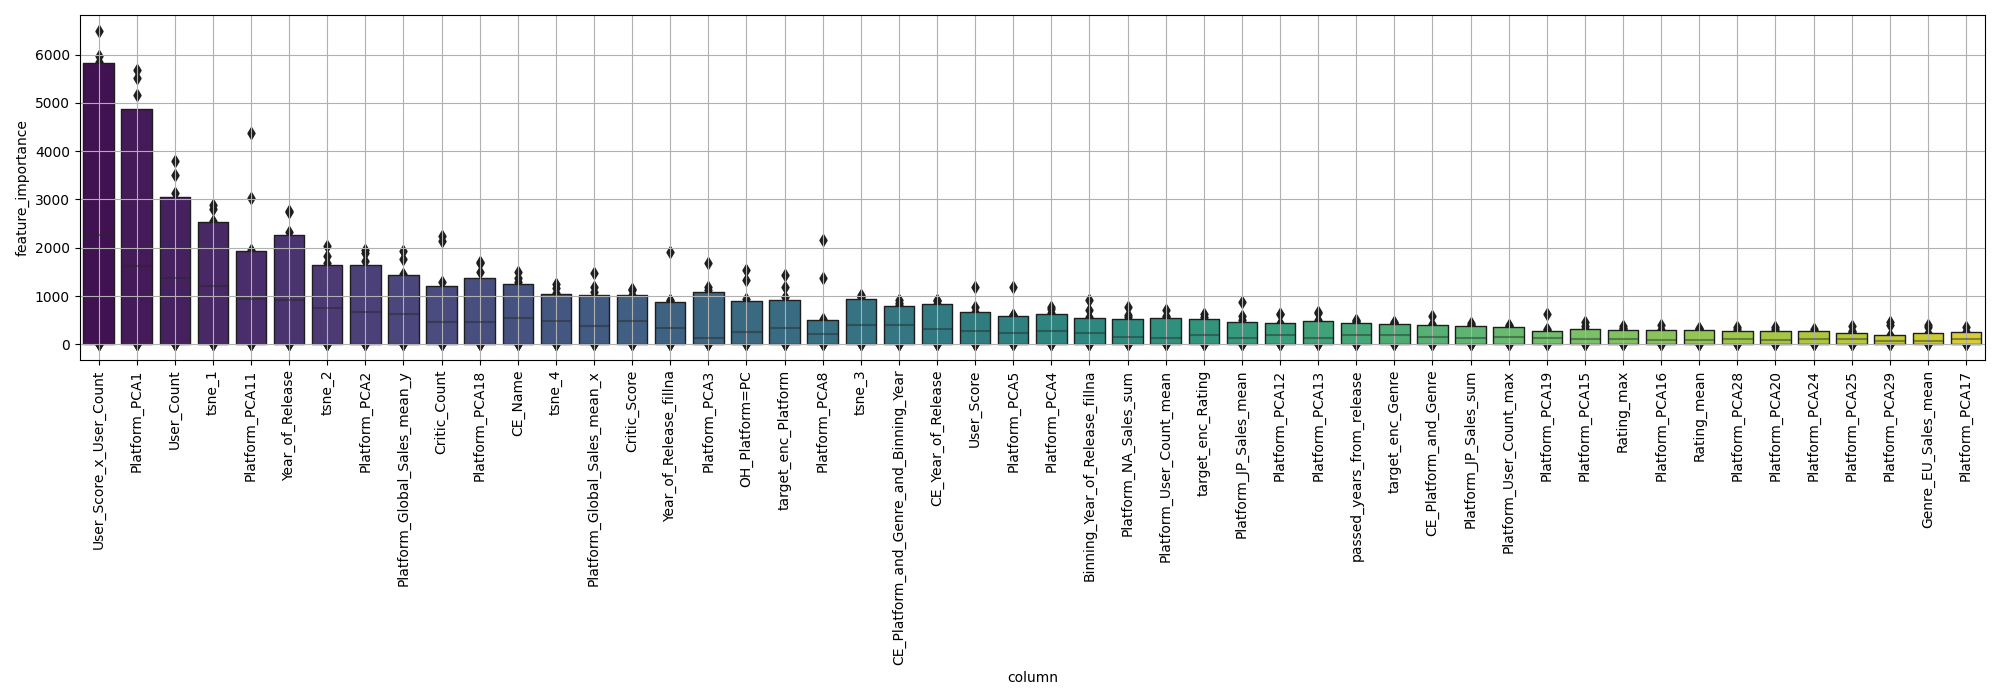 6000
5000
4000
3000
2000
1000
0
feature_importance
User_Score_x_User_Count
Platform_PCA1
User_Count
tsne_1
Platform_PCA11
Year_of_Release
tsne_2
Platform_PCA2
Platform_Global_Sales_mean_y
Critic_Count
Platform_PCA18
CE_Name
tsne_4
Platform_Global_Sales_mean_x
Critic_Score
Year_of_Release_fillna
Platform_PCA3
OH_Platform=PC
target_enc_Platform
Platform_PCA8
tsne_3
CE_Platform_and_Genre_and_Binning_Year
CE_Year_of_Release
User_Score
Platform_PCA5
Platform_PCA4
Binning_Year_of_Release_fillna
Platform_NA_Sales_sum
Platform_User_Count_mean
target_enc_Rating
Platform_JP_Sales_mean
Platform_PCA12
Platform_PCA13
passed_years_from_release
target_enc_Genre
CE_Platform_and_Genre
Platform_JP_Sales_sum
Platform_User_Count_max
Platform_PCA19
Platform_PCA15
Rating_max
Platform_PCA16
Rating_mean
Platform_PCA28
Platform_PCA20
Platform_PCA24
Platform_PCA25
Platform_PCA29
Genre_EU_Sales_mean
Platform_PCA17
column